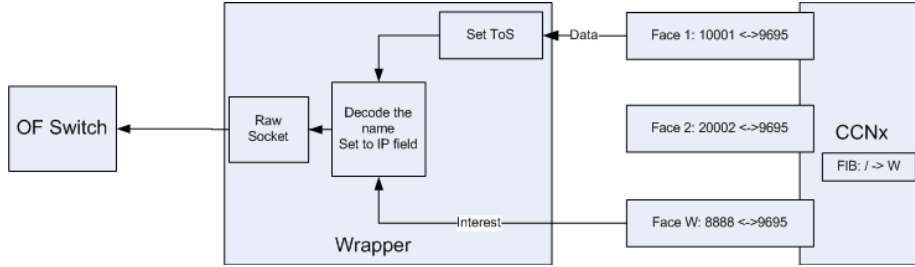 Set ToS
Data
Face 1: 10001 <->9695
OF Switch
Raw
Socket
Decode the
name
Set to IP field
Face 2: 20002 <->9695
CCNx
FIB: / -> W
Interest
Face W: 8888 <->9695
Wrapper